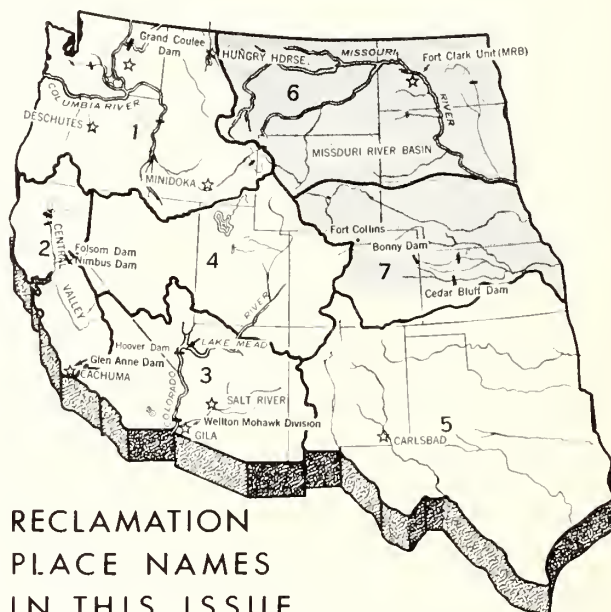 Grand Coulee
Dam
HUNGRY HORSE
MISSOURI
Fort Clark Unit (MRB)
COLUMBIA RIVER
6
RIVER
DESCHUTES
1
MISSOURI RIVER BASIN
MINIDOKA
2
CENTRAL
VALLEY
Folsom Dam
Nimbus Dam
4
Fort Collins
Bonny Dam
7
Cedar Bluff Dam
RIVER
Hoover Dam
LAKE MEAD
Glen Anne Dam
CACHUMA
COLORADO
3
SALT RIVER
Wellton Mohawk Division
GILA
5
CARLSBAD
RECLAMATION
PLACE NAMES
IN THIS ISSUE